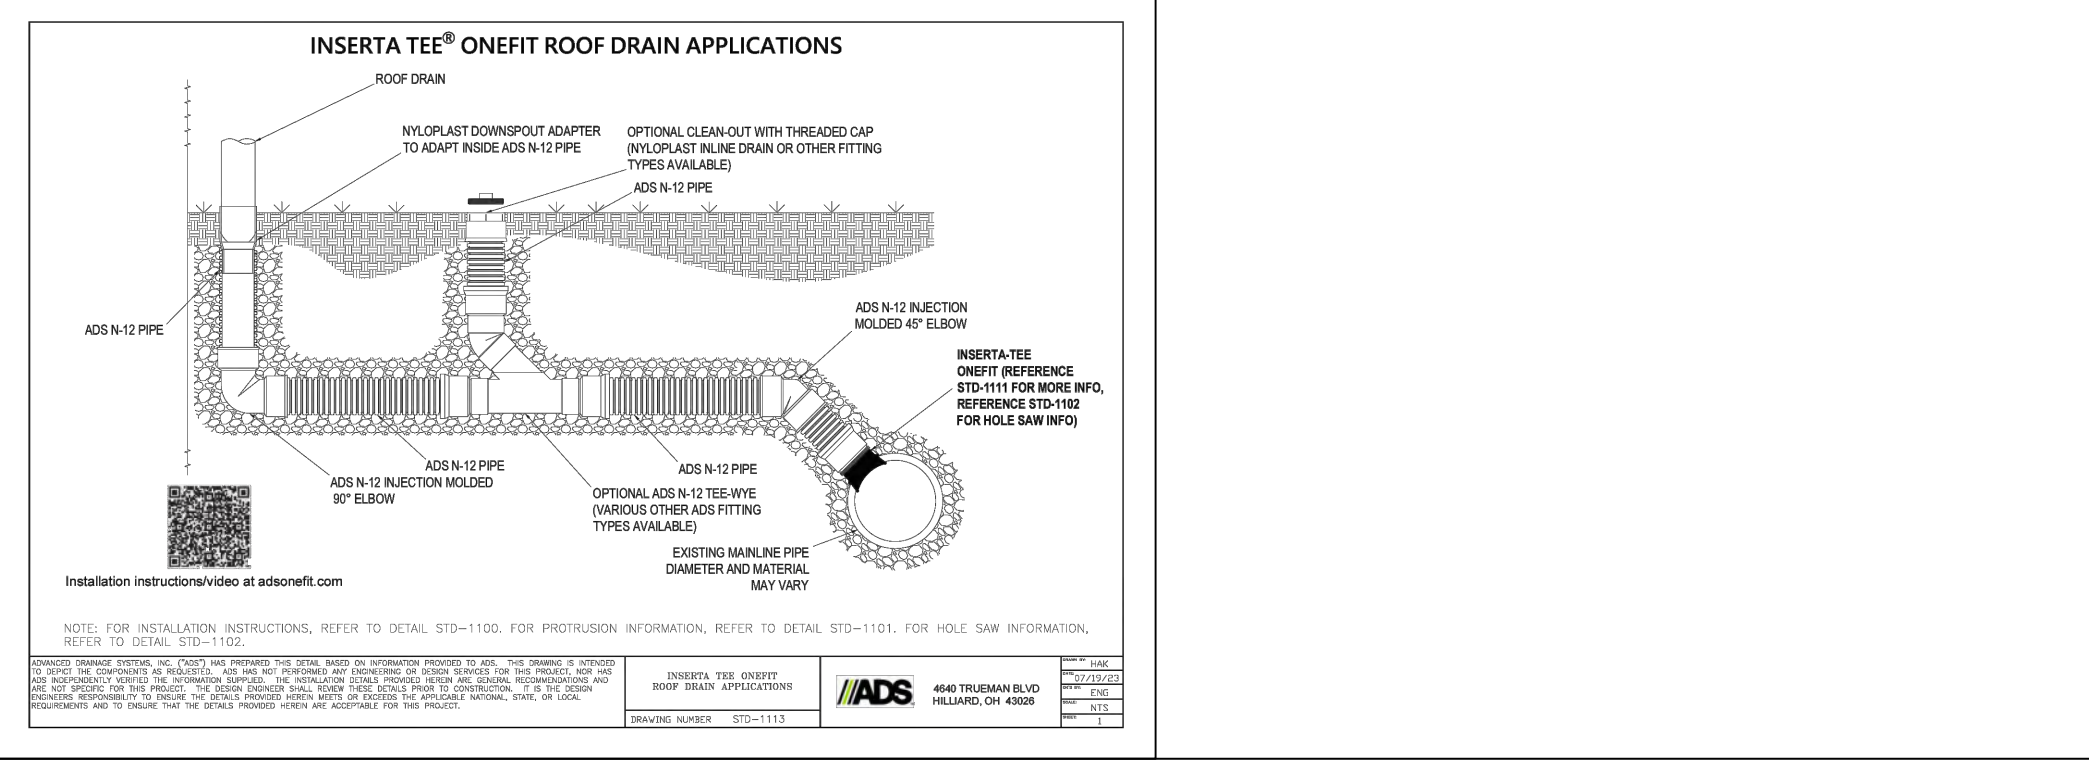 INSERTA TEE® ONEFIT ROOF DRAIN APPLICATIONS
ROOF DRAIN
NYLOPLAST DOWNSPOUT ADAPTER
TO ADAPT INSIDE ADS N-12 PIPE
OPTIONAL CLEAN-OUT WITH THREADED CAP
(NYLOPLAST INLINE DRAIN OR OTHER FITTING
TYPES AVAILABLE)
ADS N-12 PIPE
ADS N-12 PIPE
ADS N-12 INJECTION
MOLDED 45° ELBOW
INSERTA-TEE
ONEFIT (REFERENCE
STD-1111 FOR MORE INFO,
REFERENCE STD-1102
FOR HOLE SAW INFO)
ADS N-12 PIPE
ADS N-12 INJECTION MOLDED
90° ELBOW
ADS N-12 PIPE
OPTIONAL ADS N-12 TEE-WYE
(VARIOUS OTHER ADS FITTING
TYPES AVAILABLE)
EXISTING MAINLINE PIPE
DIAMETER AND MATERIAL
MAY VARY
Installation instructions/video at adsonefit.com
NOTE: FOR INSTALLATION INSTRUCTIONS, REFER TO DETAIL STD-1100. FOR PROTRUSION INFORMATION, REFER TO DETAIL STD-1101. FOR HOLE SAW INFORMATION,
REFER TO DETAIL STD-1102.
ADVANCED DRAINAGE SYSTEMS, INC. ("ADS") HAS PREPARED THIS DETAIL BASED ON INFORMATION PROVIDED TO ADS. THIS DRAWING IS INTENDED
TO DEPICT THE COMPONENTS AS REQUESTED. ADS HAS NOT PERFORMED ANY ENGINEERING OR DESIGN SERVICES FOR THIS PROJECT, NOR HAS
ADS INDEPENDENTLY VERIFIED THE INFORMATION SUPPLIED. THE INSTALLATION DETAILS PROVIDED HEREIN ARE GENERAL RECOMMENDATIONS AND
ARE NOT SPECIFIC FOR THIS PROJECT. THE DESIGN ENGINEER SHALL REVIEW THESE DETAILS PRIOR TO CONSTRUCTION. IT IS THE DESIGN
ENGINEERS RESPONSIBILITY TO ENSURE THE DETAILS PROVIDED HEREIN MEETS OR EXCEEDS THE APPLICABLE NATIONAL, STATE, OR LOCAL
REQUIREMENTS AND TO ENSURE THAT THE DETAILS PROVIDED HEREIN ARE ACCEPTABLE FOR THIS PROJECT.
INSERTA TEE ONEFIT
ROOF DRAIN APPLICATIONS
DRAWING NUMBER STD-1113
ADS
4640 TRUEMAN BLVD
HILLIARD, OH 43026
DRAWN BY: HAK
DATE: 07/19/23
ENG
SCALE: NTS
SHEET: 1